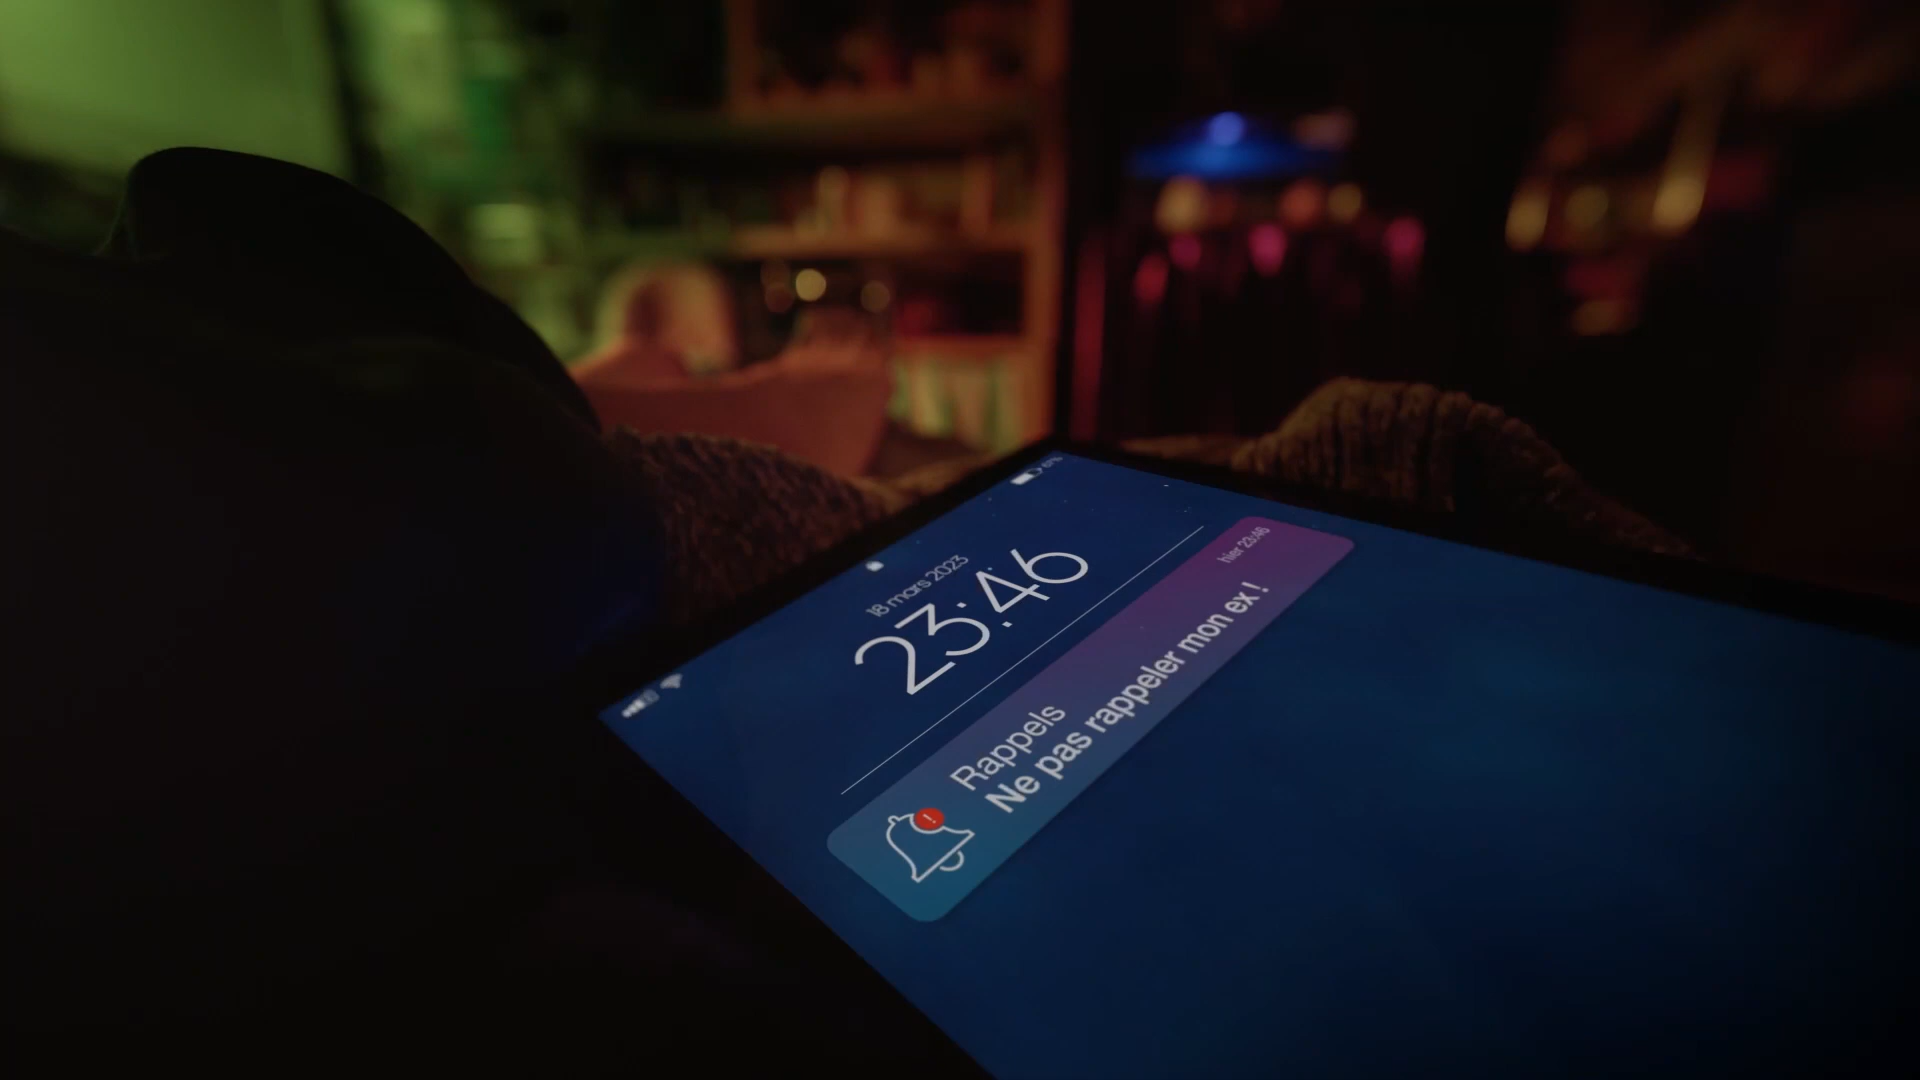 18 mars 2023
23:46
hier 23:46
Rappels
Ne pas rappeler mon ex !
!